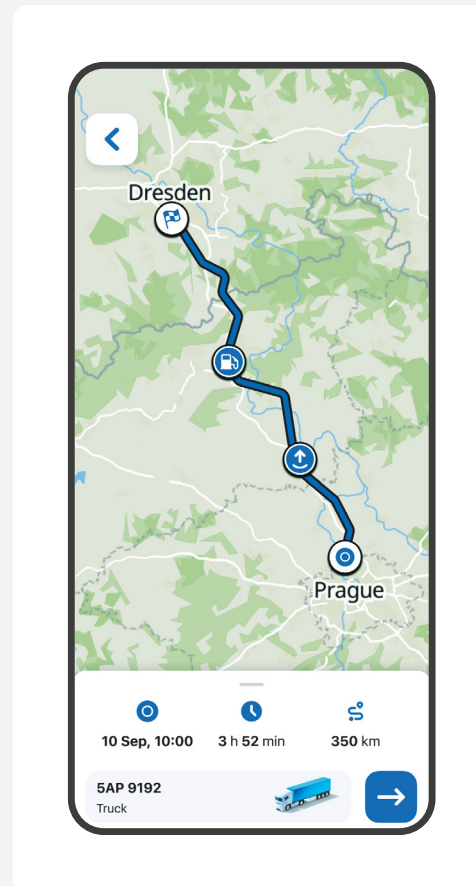 Dresden
Prague
10 Sep, 10:00
3 h 52 min
350 km
5AP 9192
Truck